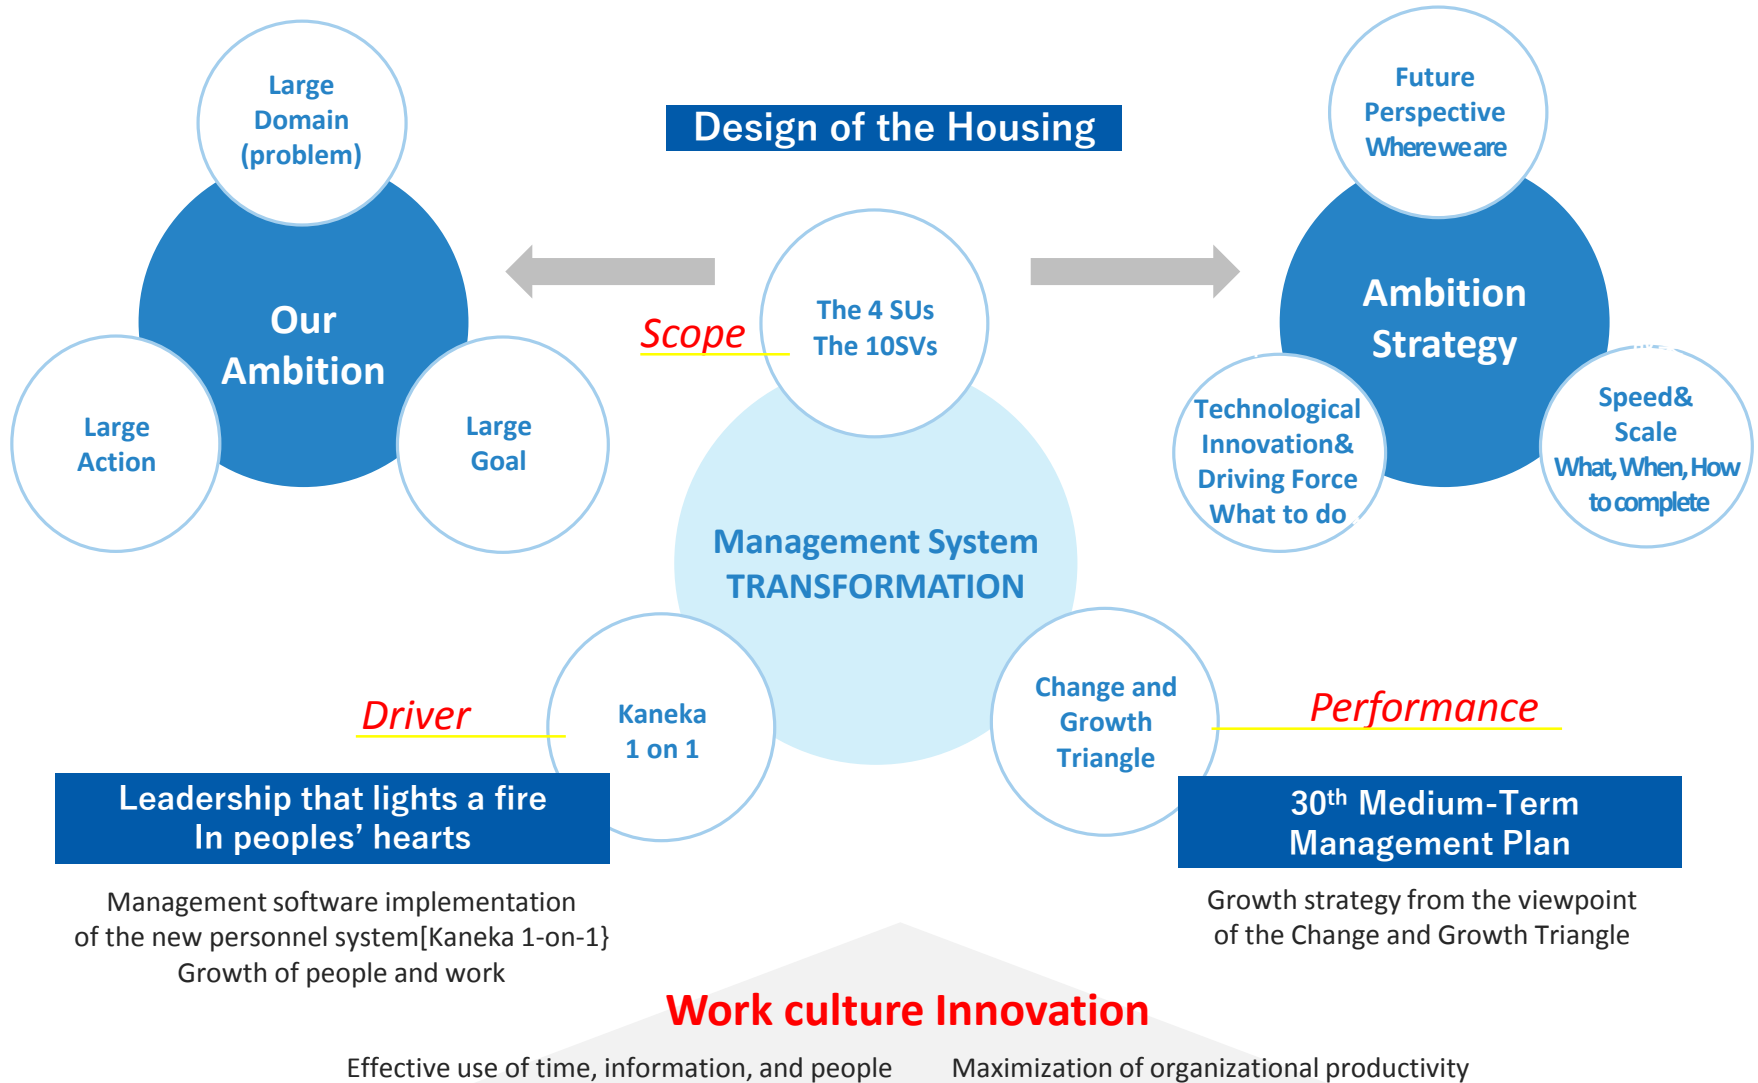 Large
Domain
(problem)
Our
Ambition
Large
Action
Large
Goal
Design of the Housing
Scope
The 4 SUs
The 10SVs
Future
Perspective
Where we are
Ambition
Strategy
Technological
Innovation&
Driving Force
What to do
Speed&
Scale
What, When, How
to complete
Management System
TRANSFORMATION
Driver
Kaneka
1 on 1
Change and
Growth
Triangle
Performance
Leadership that lights a fire
In peoples’ hearts
Management software implementation
of the new personnel system[Kaneka 1-on-1}
Growth of people and work
30th Medium-Term
Management Plan
Growth strategy from the viewpoint
of the Change and Growth Triangle
Work culture Innovation
Effective use of time, information, and people
Maximization of organizational productivity